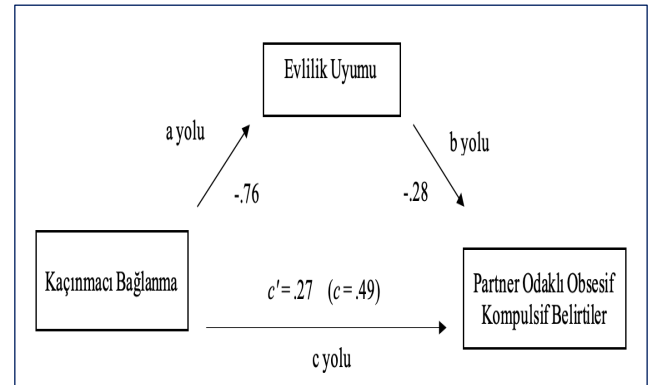 Evlilik Uyumu
a yolu
b yolu
-.76
-.28
Kaçınmacı Bağlanma
c' = .27 (c = .49)
Partner Odaklı Obsesif
Kompulsif Belirtiler
c yolu